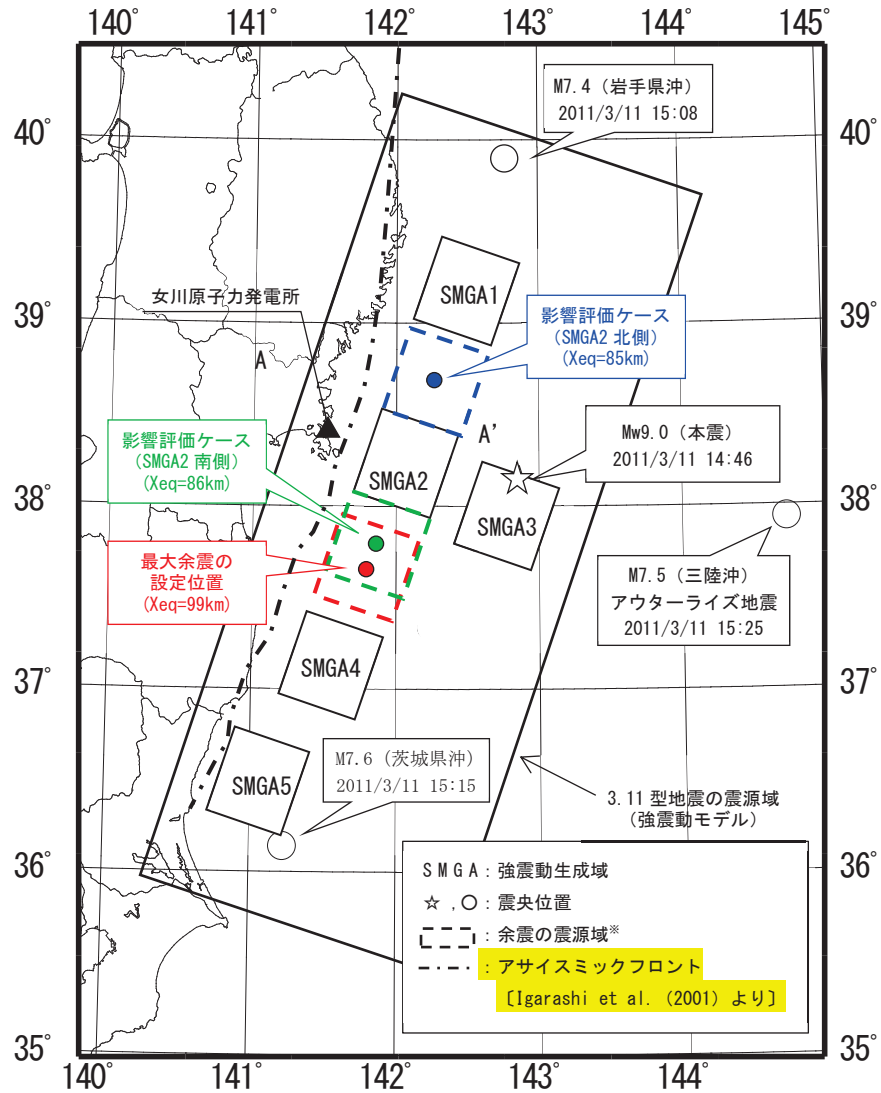 140° 141° 142° 143° 144° 145°
M7.4（岩手県沖）
2011/3/11 15:08
40° 40°
SMGA1
女川原子力発電所
39° 39°
影響評価ケース
（SMGA2 北側）
(Xeq=85km)
A
A'
影響評価ケース
（SMGA2 南側）
(Xeq=86km)
Mw9.0（本震）
2011/3/11 14:46
SMGA2
38° 38°
SMGA3
最大余震の
設定位置
(Xeq=99km)
M7.5（三陸沖）
アウターライズ地震
2011/3/11 15:25
SMGA4
37° 37°
M7.6（茨城県沖）
2011/3/11 15:15
SMGA5
3.11型地震の震源域
（強震動モデル）
36° 36°
SMGA：強震動生成域
☆,○：震央位置
：余震の震源域※
：アサイスミックフロント
〔Igarashi et al. (2001) より〕
35° 35°
140° 141° 142° 143° 144°